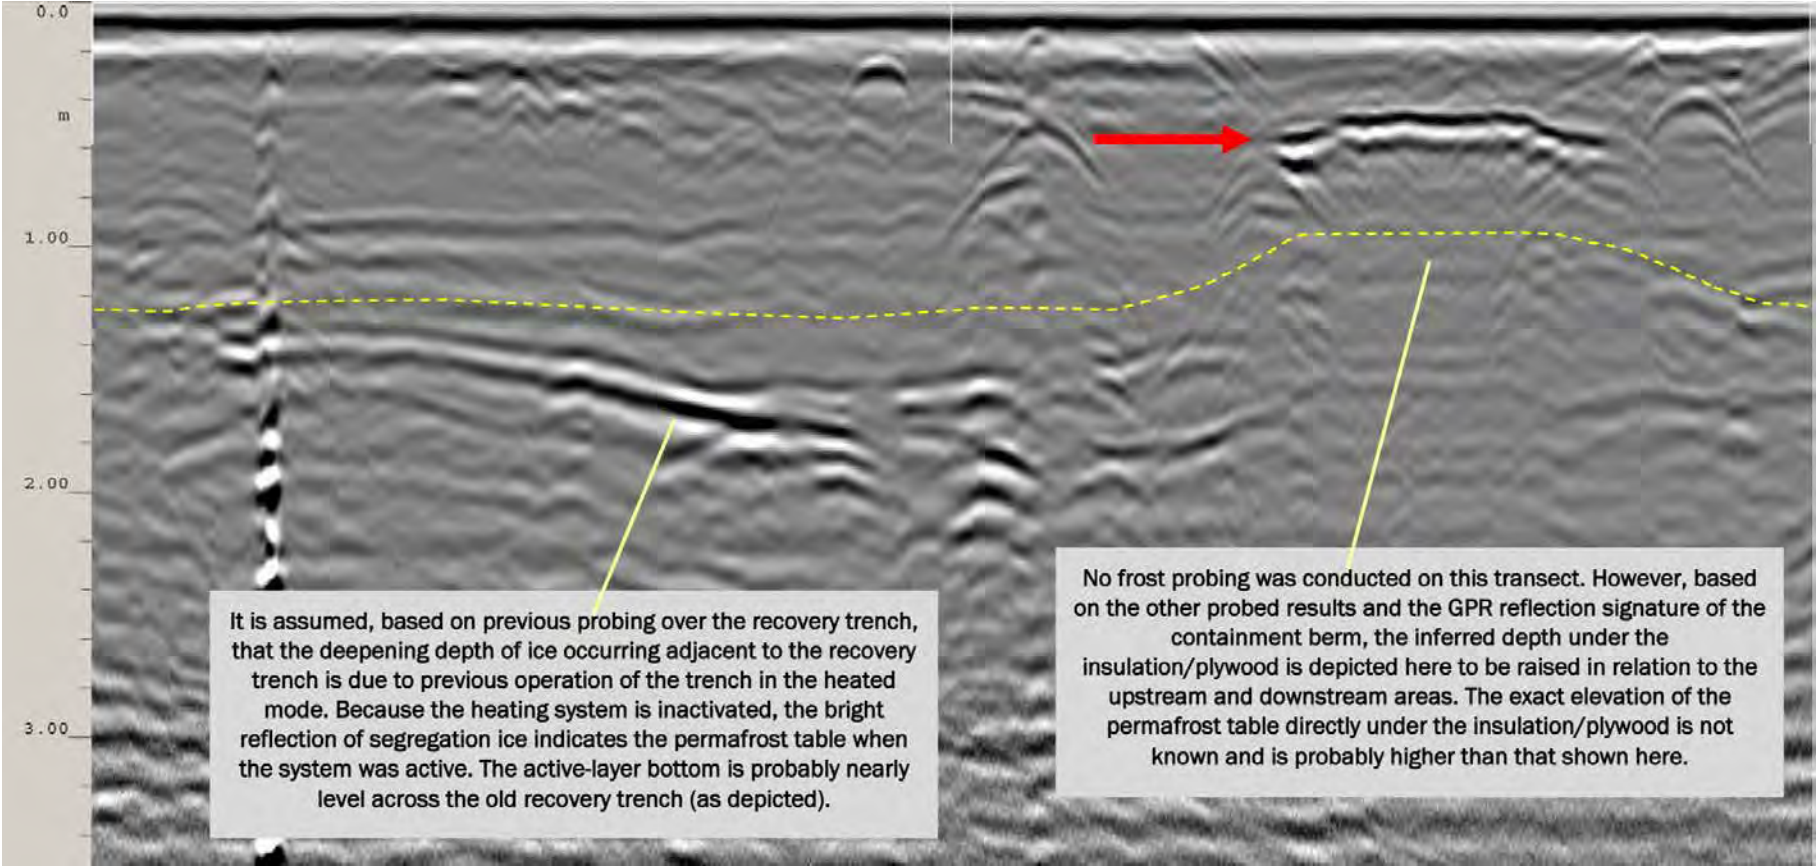 0.0
m
1.00
2.00
3.00
It is assumed, based on previous probing over the recovery trench,
that the deepening depth of ice occurring adjacent to the recovery
trench is due to previous operation of the trench in the heated
mode. Because the heating system is inactivated, the bright
reflection of segregation ice indicates the permafrost table when
the system was active. The active-layer bottom is probably nearly
level across the old recovery trench (as depicted).
No frost probing was conducted on this transect. However, based
on the other probed results and the GPR reflection signature of the
containment berm, the inferred depth under the
insulation/plywood is depicted here to be raised in relation to the
upstream and downstream areas. The exact elevation of the
permafrost table directly under the insulation/plywood is not
known and is probably higher than that shown here.